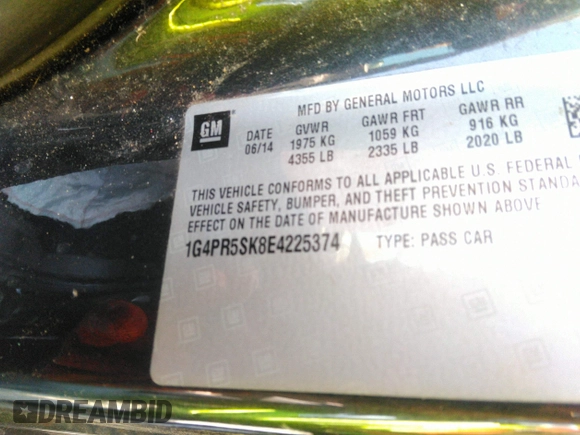 MFD BY GENERAL MOTORS LLC
GM DATE GVWR GAWR FRT GAWR RR
06/14 1975 KG 1059 KG 916 KG
4355 LB 2335 LB 2020 LB
THIS VEHICLE CONFORMS TO ALL APPLICABLE U.S. FEDERAL
VEHICLE SAFETY, BUMPER, AND THEFT PREVENTION STANDA
EFFECT ON THE DATE OF MANUFACTURE SHOWN ABOVE
1G4PR5SK8E4225374 TYPE: PASS CAR
DREAMBID